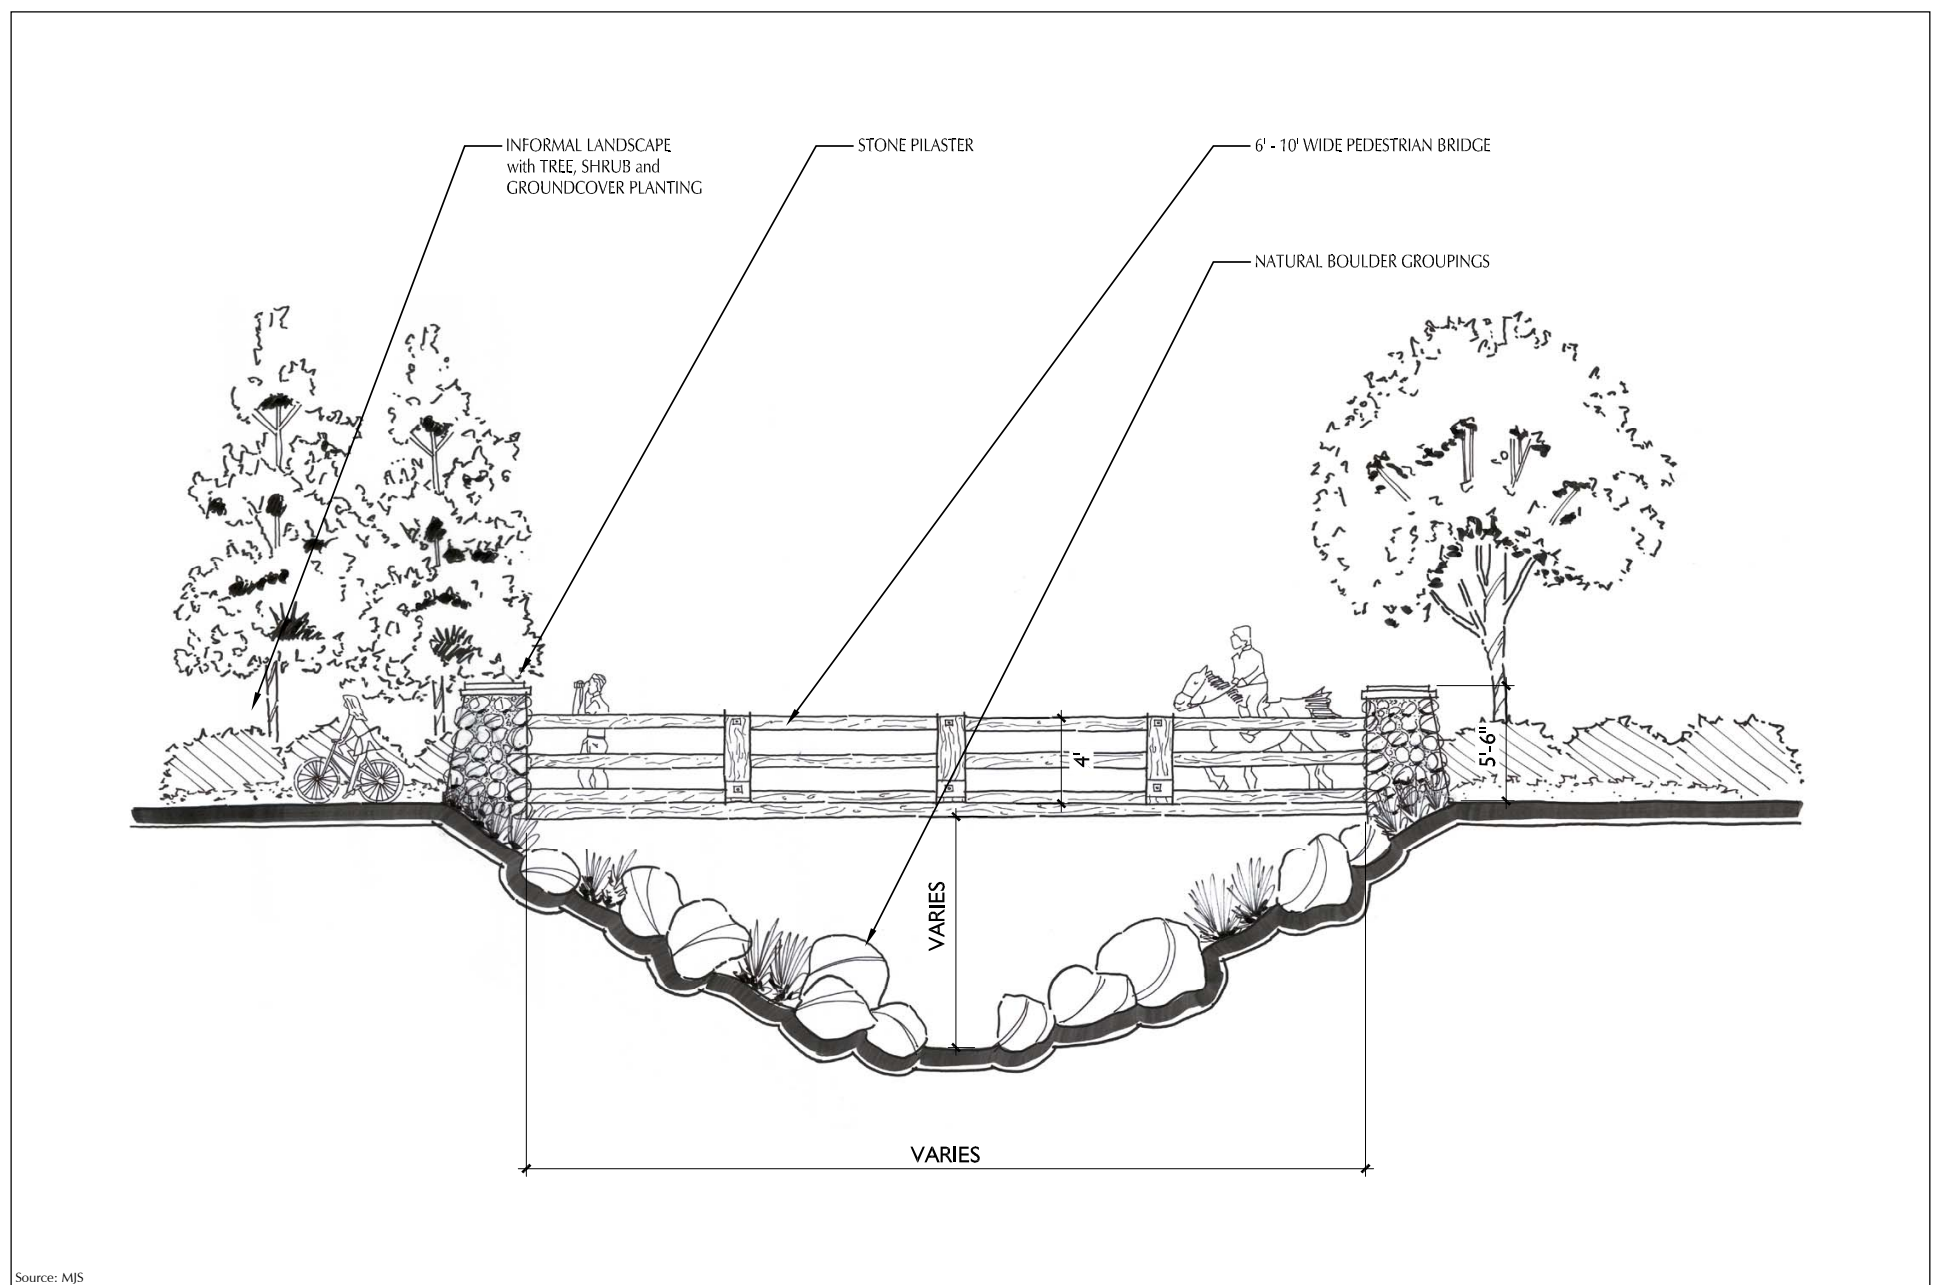 INFORMAL LANDSCAPE
with TREE, SHRUB and
GROUNDCOVER PLANTING
STONE PILASTER
6' - 10' WIDE PEDESTRIAN BRIDGE
NATURAL BOULDER GROUPINGS
4'
5'-6"
VARIES
VARIES
Source: MJS